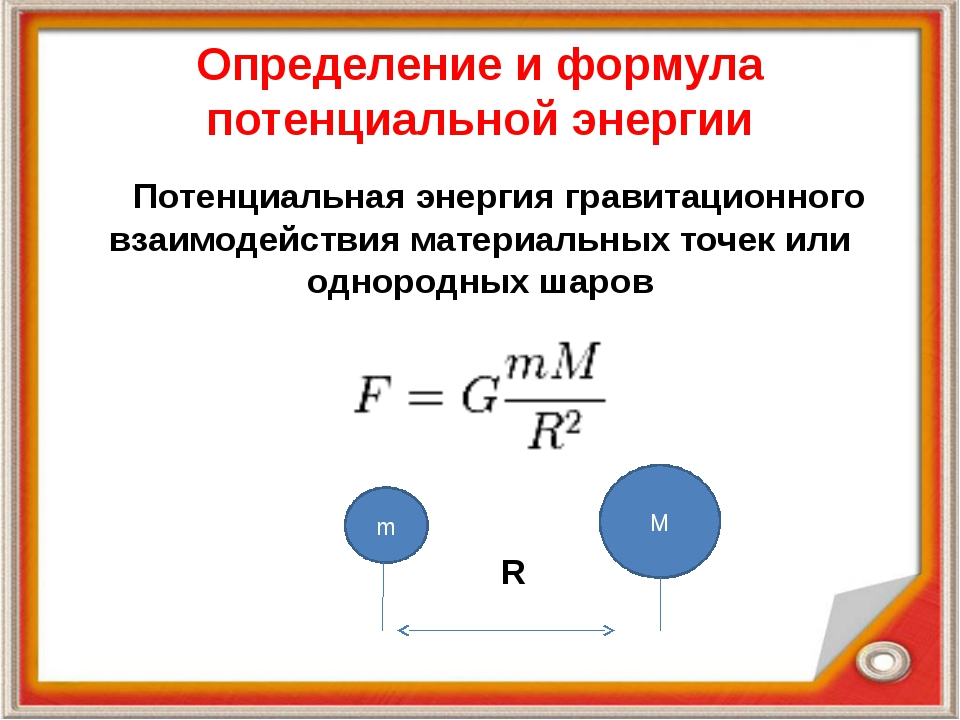 Определение и формула
потенциальной энергии
Потенциальная энергия гравитационного
взаимодействия материальных точек или
однородных шаров
F = G mM / R²
m
M
R